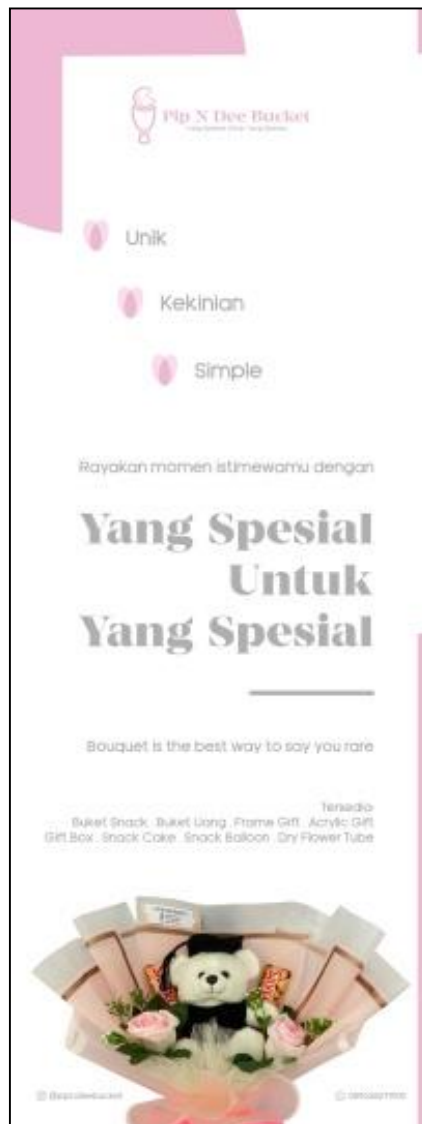 Pip N Dee Bucket
Unik
Kekinian
Simple
Rayakan momen istimewamu dengan
Yang Spesial
Untuk
Yang Spesial
Bouquet is the best way to say you rare
Tersedia
Buket Snack . Buket Uang . Frame Gift . Acrylic Gift
Gift Box . Snack Cake . Snack Balloon . Dry Flower Tube